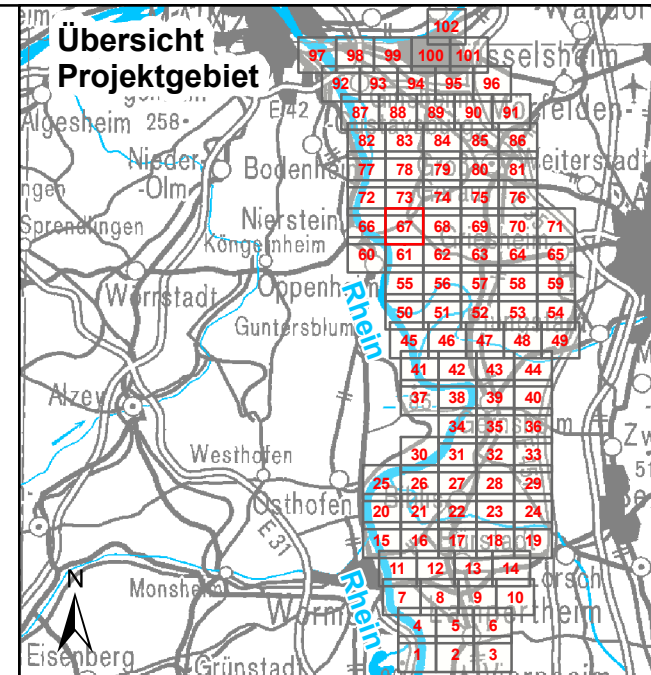 Übersicht
Projektgebiet
102
97 98 99 100 101
sselsheim
92 93 94 95 96
E 42
87 88 89 90 91
Algesheim 258
82 83 84 85 86
Nieder
-Olm
Bodenheim
77 78 79 80 81
72 73 74 75 76
Sprendlingen
Nierstein
66 67 68 69 70 71
Köngernheim
60 61 62 63 64 65
Wörrstadt
Oppenh
Rhein
55 56 57 58 59
50 51 52 53 54
Guntersblum
45 46 47 48 49
41 42 43 44
Alzey
37 38 39 40
34 35 36
Westhofen
30 31 32 33
25 26 27 28 29
Osthofen
20 21 22 23 24
E 31
15 16 17 18 19
11 12 13 14
N
Monsheim
Rhein
7 8 9 10
4 5 6
Eisenberg
Grünstadt
1 2 3